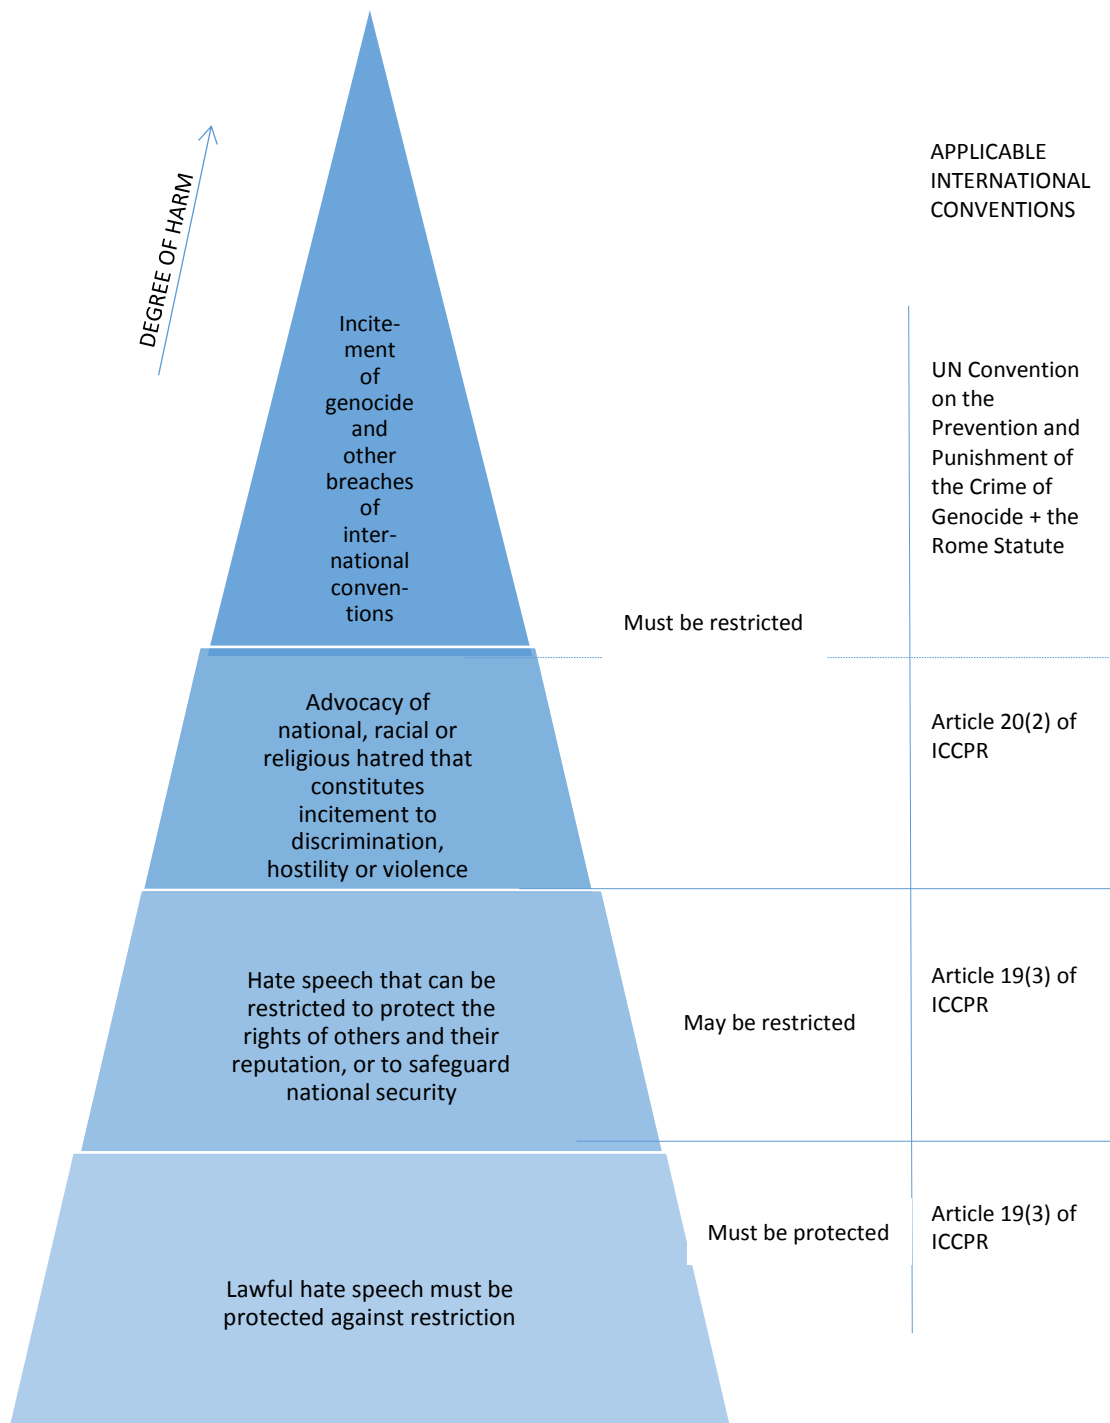 DEGREE OF HARM
APPLICABLE
INTERNATIONAL
CONVENTIONS
Incite-
ment
of
genocide
and
other
breaches
of
inter-
national
conven-
tions
UN Convention
on the
Prevention and
Punishment of
the Crime of
Genocide + the
Rome Statute
Must be restricted
Advocacy of
national, racial or
religious hatred that
constitutes
incitement to
discrimination,
hostility or violence
Article 20(2) of
ICCPR
Hate speech that can be
restricted to protect the
rights of others and their
reputation, or to safeguard
national security
May be restricted
Article 19(3) of
ICCPR
Lawful hate speech must be
protected against restriction
Must be protected
Article 19(3) of
ICCPR